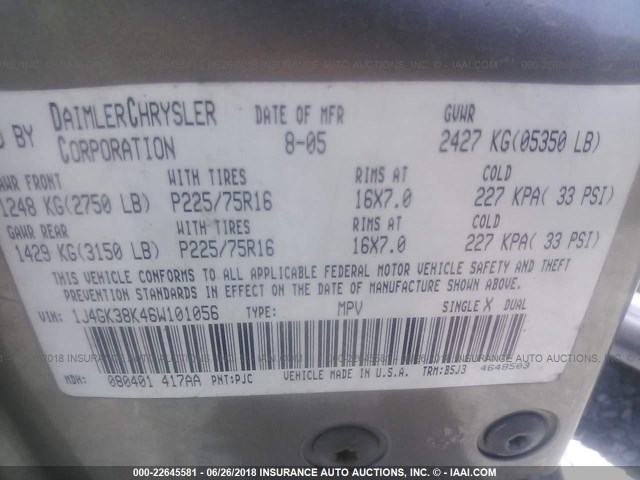 D BY DAIMLERCHRYSLER CORPORATION
DATE OF MFR 8-05
GVWR 2427 KG(05350 LB)
GAWR FRONT WITH TIRES RIMS AT COLD
1248 KG(2750 LB) P225/75R16 16X7.0 227 KPA( 33 PSI)
GAWR REAR WITH TIRES RIMS AT COLD
1429 KG(3150 LB) P225/75R16 16X7.0 227 KPA( 33 PSI)
THIS VEHICLE CONFORMS TO ALL APPLICABLE FEDERAL MOTOR VEHICLE SAFETY AND THEFT
PREVENTION STANDARDS IN EFFECT ON THE DATE OF MANUFACTURE SHOWN ABOVE.
VIN: 1J4GK38K46W101056 TYPE: MPV SINGLE X DUAL
MDH: 080401 417AA PNT:PJC VEHICLE MADE IN U.S.A. TRM:B5J3 4648503
000-22645581 - 06/26/2018 INSURANCE AUTO AUCTIONS, INC. - © - WWW.IAAI.COM